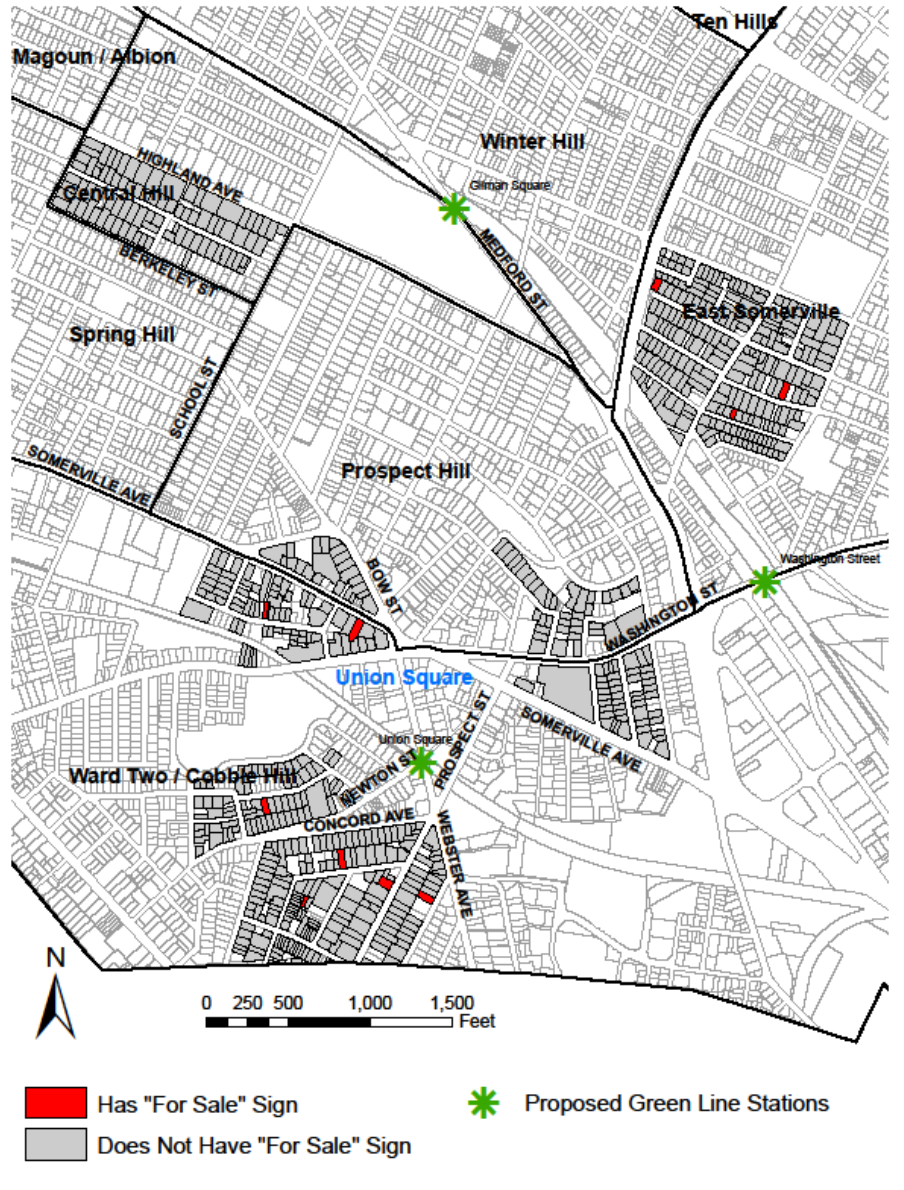 Ten Hills
Magoun / Albion
Winter Hill
HIGHLAND AVE
Central Hill
Gilman Square
MEDFORD ST
BERKELEY ST
East Somerville
Spring Hill
SCHOOL ST
SOMERVILLE AVE
Prospect Hill
Washington Street
BOW ST
WASHINGTON ST
Union Square
PROSPECT ST
SOMERVILLE AVE
Union Square
Ward Two / Cobble Hill
NEWTON ST
CONCORD AVE
WEBSTER AVE
N
0 250 500 1,000 1,500
Feet
Has "For Sale" Sign
Proposed Green Line Stations
Does Not Have "For Sale" Sign